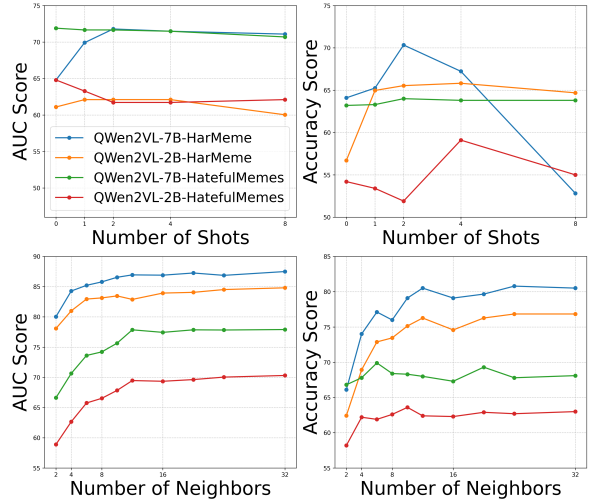 75
70
65
60
55
50
AUC Score
QWen2VL-7B-HarMeme
QWen2VL-2B-HarMeme
QWen2VL-7B-HatefulMemes
QWen2VL-2B-HatefulMemes
0 1 2 4 8
Number of Shots
75
70
65
60
55
50
Accuracy Score
0 1 2 4 8
Number of Shots
90
85
80
75
70
65
60
55
AUC Score
2 4 8 16 32
Number of Neighbors
85
80
75
70
65
60
55
Accuracy Score
2 4 8 16 32
Number of Neighbors